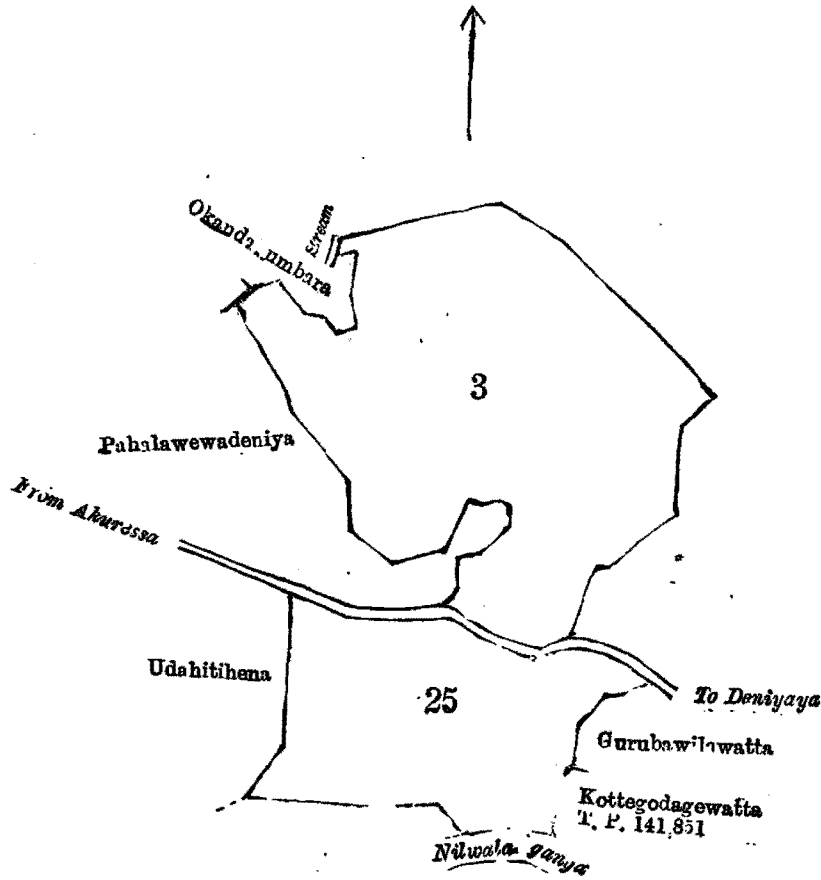 Stream
Okanda umbara
3
Pahalawewadeniya
From Akuressa
Udahitihena
25
To Deniyaya
Gurubawilawatta
Kottegodagewatta
T. P. 141,851
Nilwala ganga